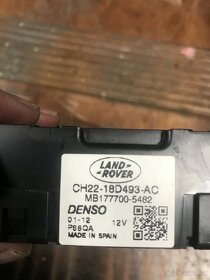 LAND-
ROVER
CH22-18D493-AC
MB177700-5482
DENSO
01-12 12V
P68QA
MADE IN SPAIN